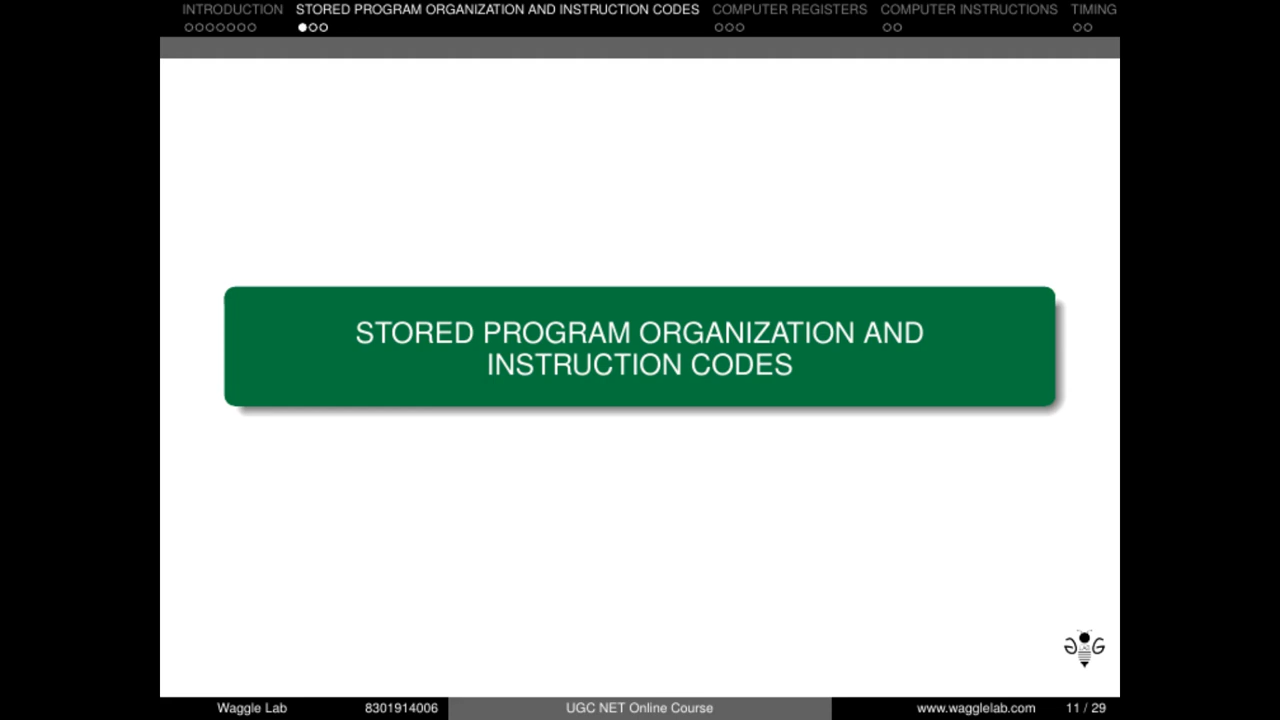 INTRODUCTION STORED PROGRAM ORGANIZATION AND INSTRUCTION CODES COMPUTER REGISTERS COMPUTER INSTRUCTIONS TIMING
STORED PROGRAM ORGANIZATION AND
INSTRUCTION CODES
Waggle Lab 8301914006 UGC NET Online Course www.wagglelab.com 11 / 29